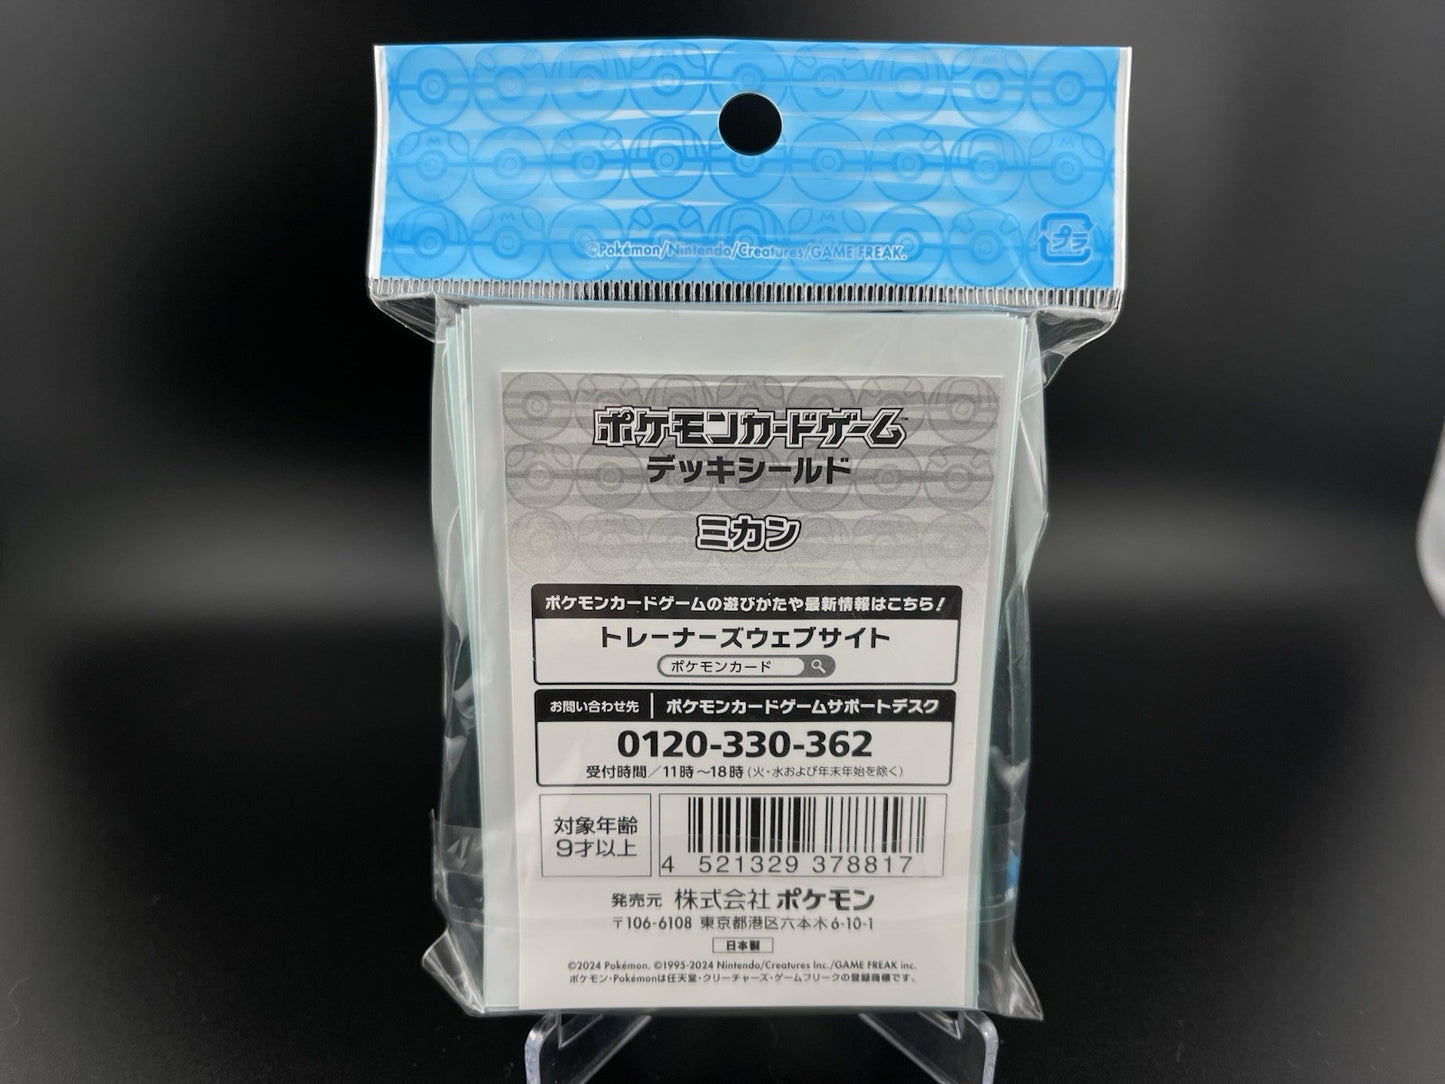 ©Pokémon/Nintendo/Creatures/GAME FREAK.
プラ
ポケモンカードゲーム™
デッキシールド
ミカン
ポケモンカードゲームの遊びかたや最新情報はこちら！
トレーナーズウェブサイト
ポケモンカード
お問い合わせ先 ポケモンカードゲームサポートデスク
0120-330-362
受付時間／11時～18時（火・水および年末年始を除く）
対象年齢
9才以上
4 521329 378817
発売元 株式会社 ポケモン
〒106-6108 東京都港区六本木6-10-1
日本製
©2024 Pokémon. ©1995-2024 Nintendo/Creatures Inc./GAME FREAK inc.
ポケモン・Pokémonは任天堂・クリーチャーズ・ゲームフリークの登録商標です。